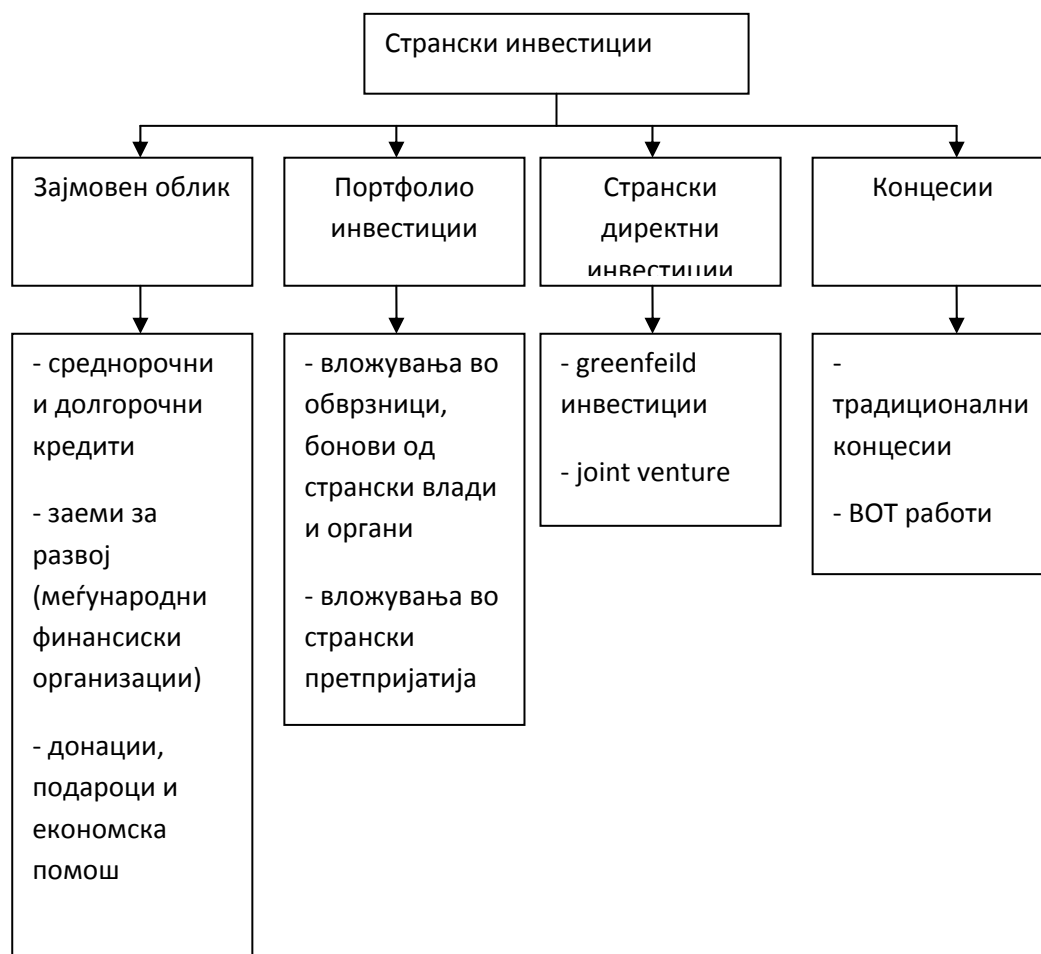 Странски инвестиции
Зајмовен облик
Портфолио
инвестиции
Странски
директни
инвестиции
Концесии
- среднорочни
и долгорочни
кредити
- заеми за
развој
(меѓународни
финансиски
организации)
- донации,
подароци и
економска
помош
- вложувања во
обврзници,
бонови од
странски влади
и органи
- вложувања во
странски
претпријатија
- greenfeild
инвестиции
- joint venture
-
традиционални
концесии
- BOT работи